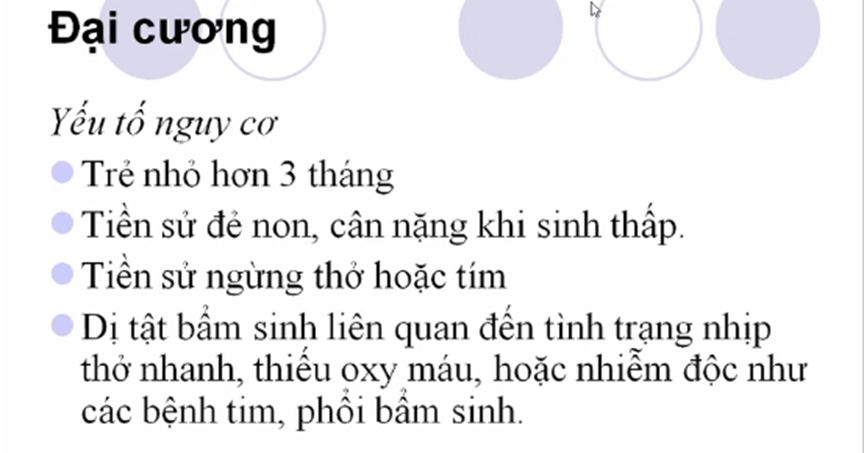 Đại cương
Yếu tố nguy cơ
Trẻ nhỏ hơn 3 tháng
Tiền sử đẻ non, cân nặng khi sinh thấp.
Tiền sử ngừng thở hoặc tím
Dị tật bẩm sinh liên quan đến tình trạng nhịp
thở nhanh, thiếu oxy máu, hoặc nhiễm độc như
các bệnh tim, phổi bẩm sinh.